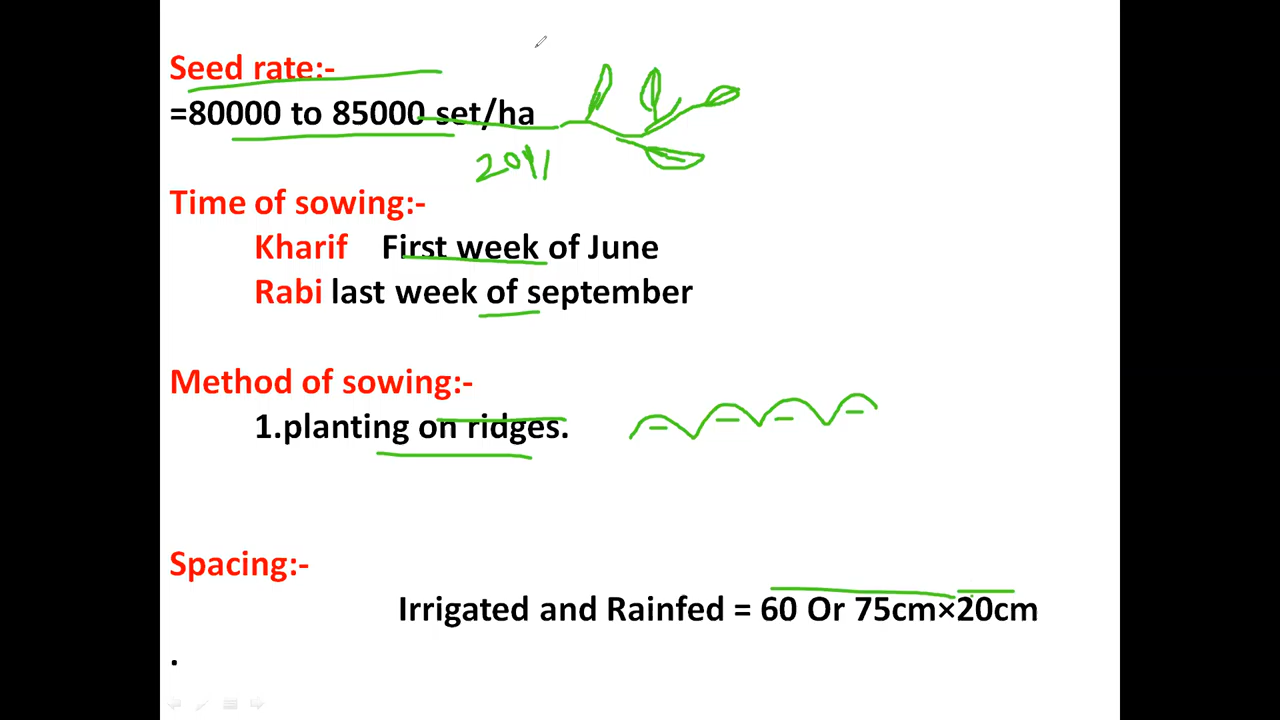 Seed rate:-
=80000 to 85000 set/ha
Time of sowing:-
Kharif First week of June
Rabi last week of september
Method of sowing:-
1.planting on ridges.
Spacing:-
Irrigated and Rainfed = 60 Or 75cm×20cm
.